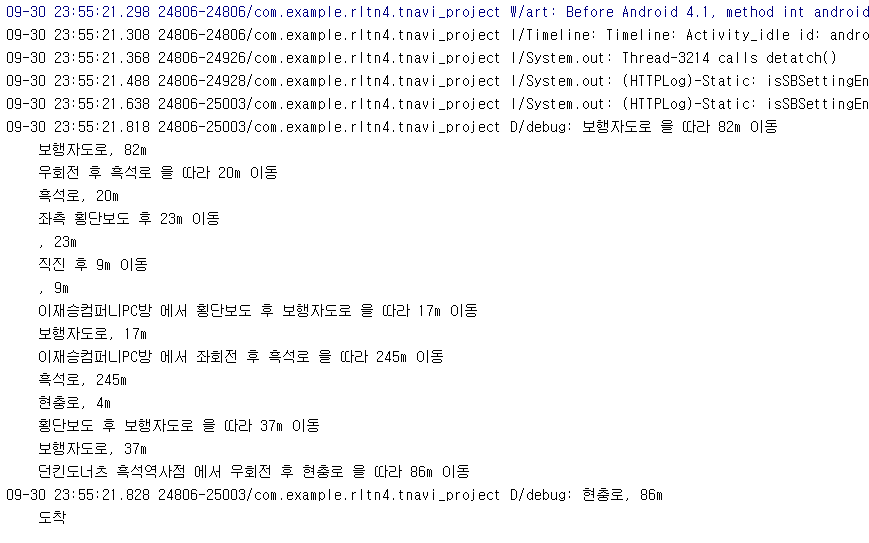 09-30 23:55:21.298 24806-24806/com.example.rltn4.tnavi_project W/art: Before Android 4.1, method int android
09-30 23:55:21.308 24806-24806/com.example.rltn4.tnavi_project I/Timeline: Timeline: Activity_idle id: andro
09-30 23:55:21.368 24806-24926/com.example.rltn4.tnavi_project I/System.out: Thread-3214 calls detatch()
09-30 23:55:21.488 24806-24928/com.example.rltn4.tnavi_project I/System.out: (HTTPLog)-Static: isSBSettingEn
09-30 23:55:21.638 24806-25003/com.example.rltn4.tnavi_project I/System.out: (HTTPLog)-Static: isSBSettingEn
09-30 23:55:21.818 24806-25003/com.example.rltn4.tnavi_project D/debug: 보행자도로 을 따라 82m 이동
보행자도로, 82m
우회전 후 흑석로 을 따라 20m 이동
흑석로, 20m
좌측 횡단보도 후 23m 이동
, 23m
직진 후 9m 이동
, 9m
이재승컴퍼니PC방 에서 횡단보도 후 보행자도로 을 따라 17m 이동
보행자도로, 17m
이재승컴퍼니PC방 에서 좌회전 후 흑석로 을 따라 245m 이동
흑석로, 245m
현충로, 4m
횡단보도 후 보행자도로 을 따라 37m 이동
보행자도로, 37m
던킨도너츠 흑석역사점 에서 우회전 후 현충로 을 따라 86m 이동
09-30 23:55:21.828 24806-25003/com.example.rltn4.tnavi_project D/debug: 현충로, 86m
도착